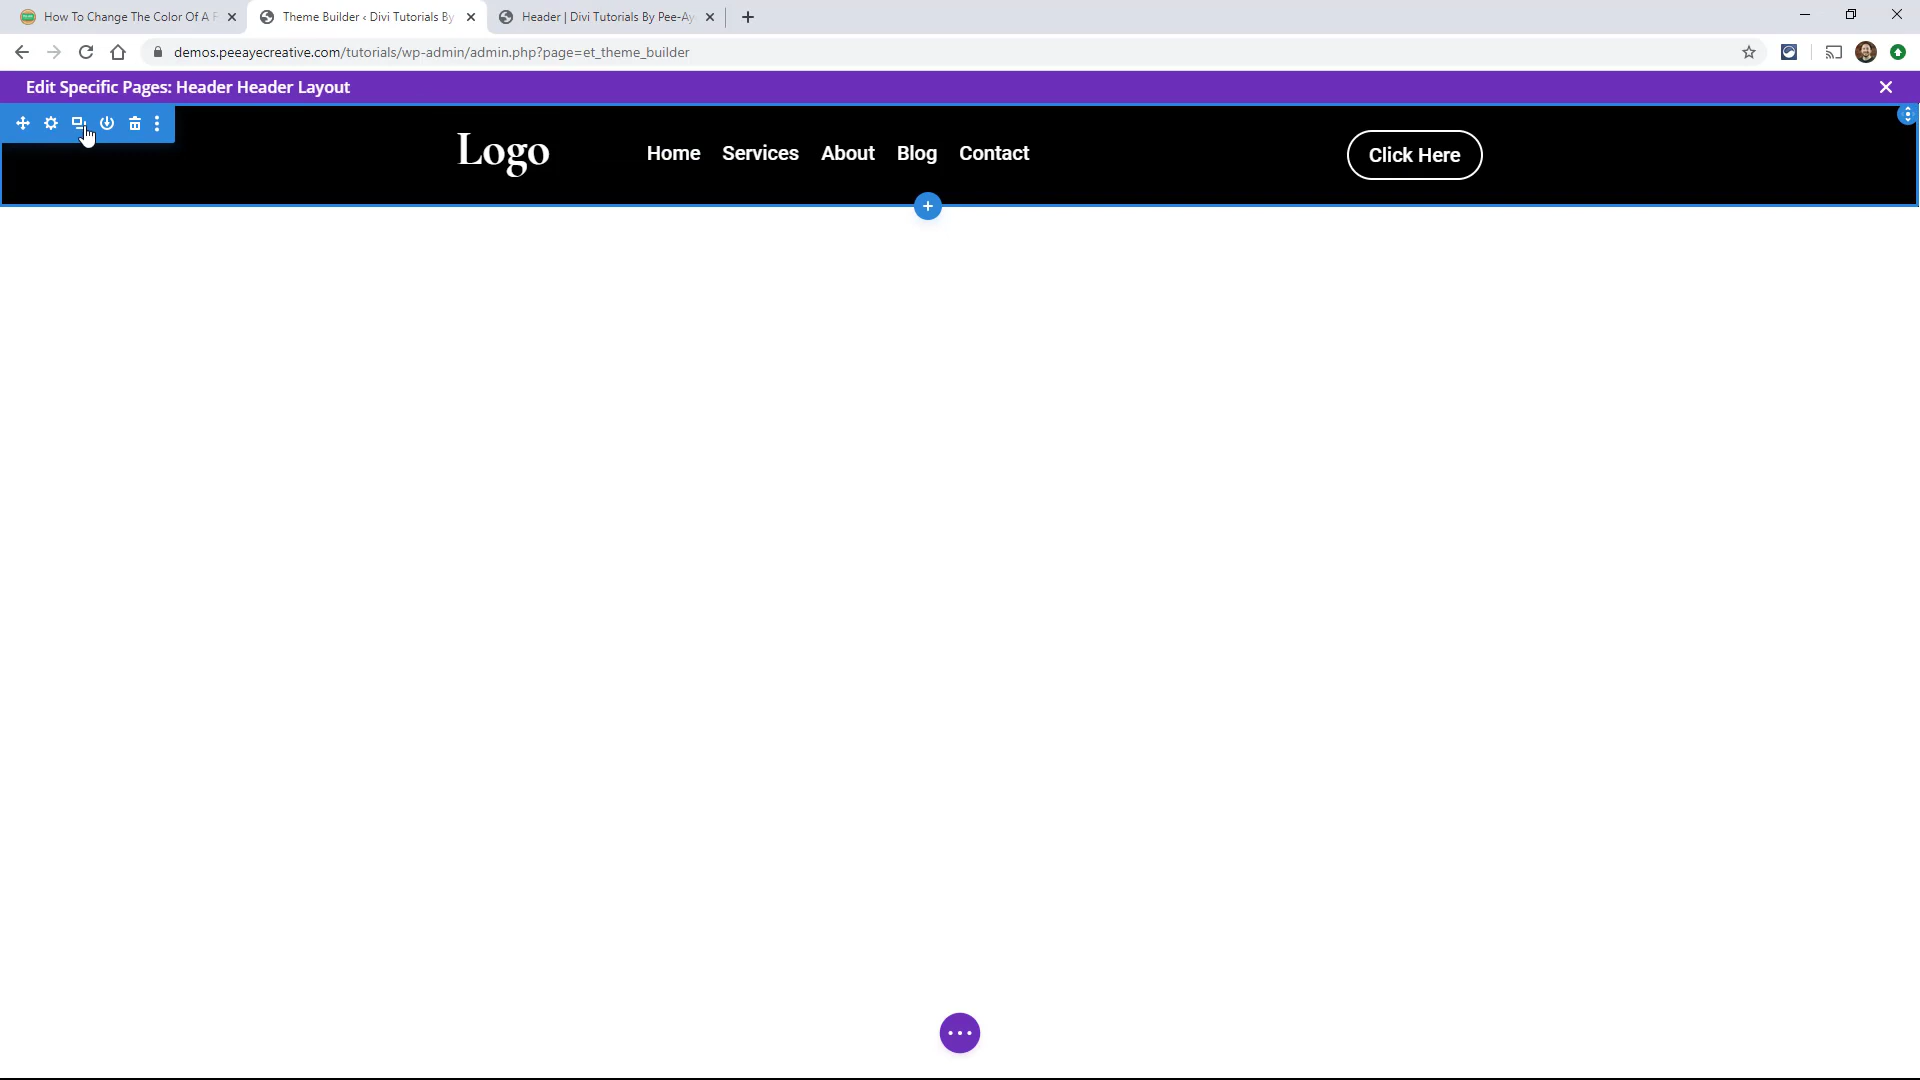 How To Change The Color Of A F
Theme Builder ‹ Divi Tutorials By
Header | Divi Tutorials By Pee-Ay
demos.peeayecreative.com/tutorials/wp-admin/admin.php?page=et_theme_builder
Edit Specific Pages: Header Header Layout
Logo
Home Services About Blog Contact
Click Here